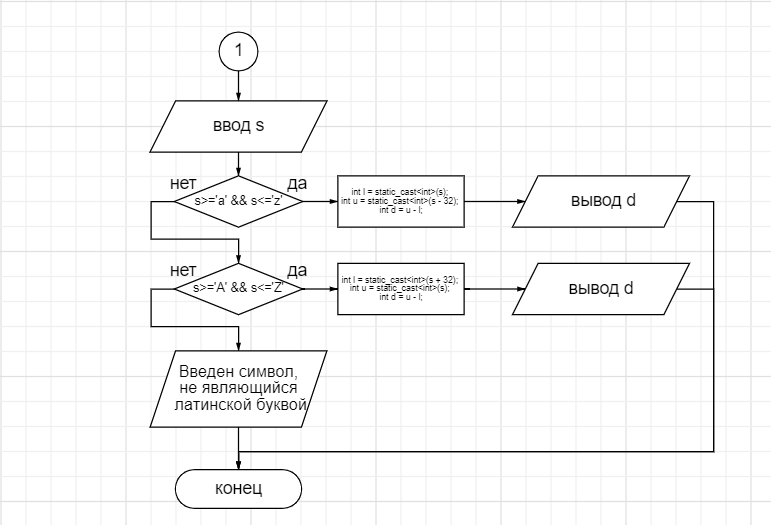 1
ввод s
нет
да
s>='a' && s<='z'
int l = static_cast<int>(s);
int u = static_cast<int>(s - 32);
int d = u - l;
вывод d
нет
да
s>='A' && s<='Z'
int l = static_cast<int>(s + 32);
int u = static_cast<int>(s);
int d = u - l;
вывод d
Введен символ,
не являющийся
латинской буквой
конец